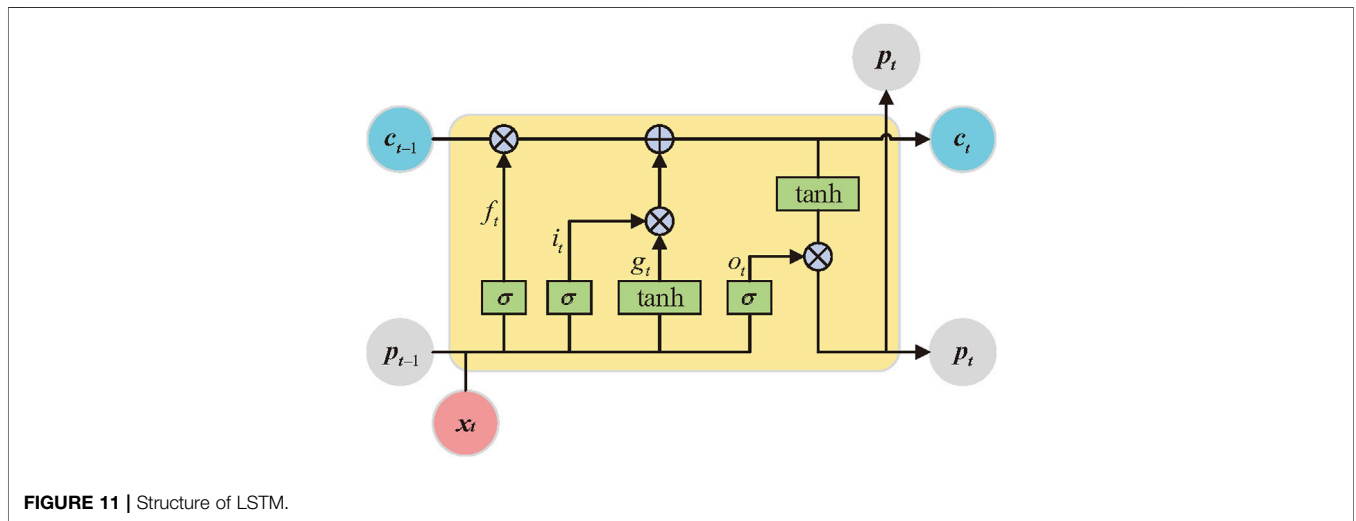 p_t
c_{t-1}
c_t
tanh
f_t
i_t
g_t
o_t
σ
σ
tanh
σ
p_{t-1}
p_t
x_t
FIGURE 11 | Structure of LSTM.